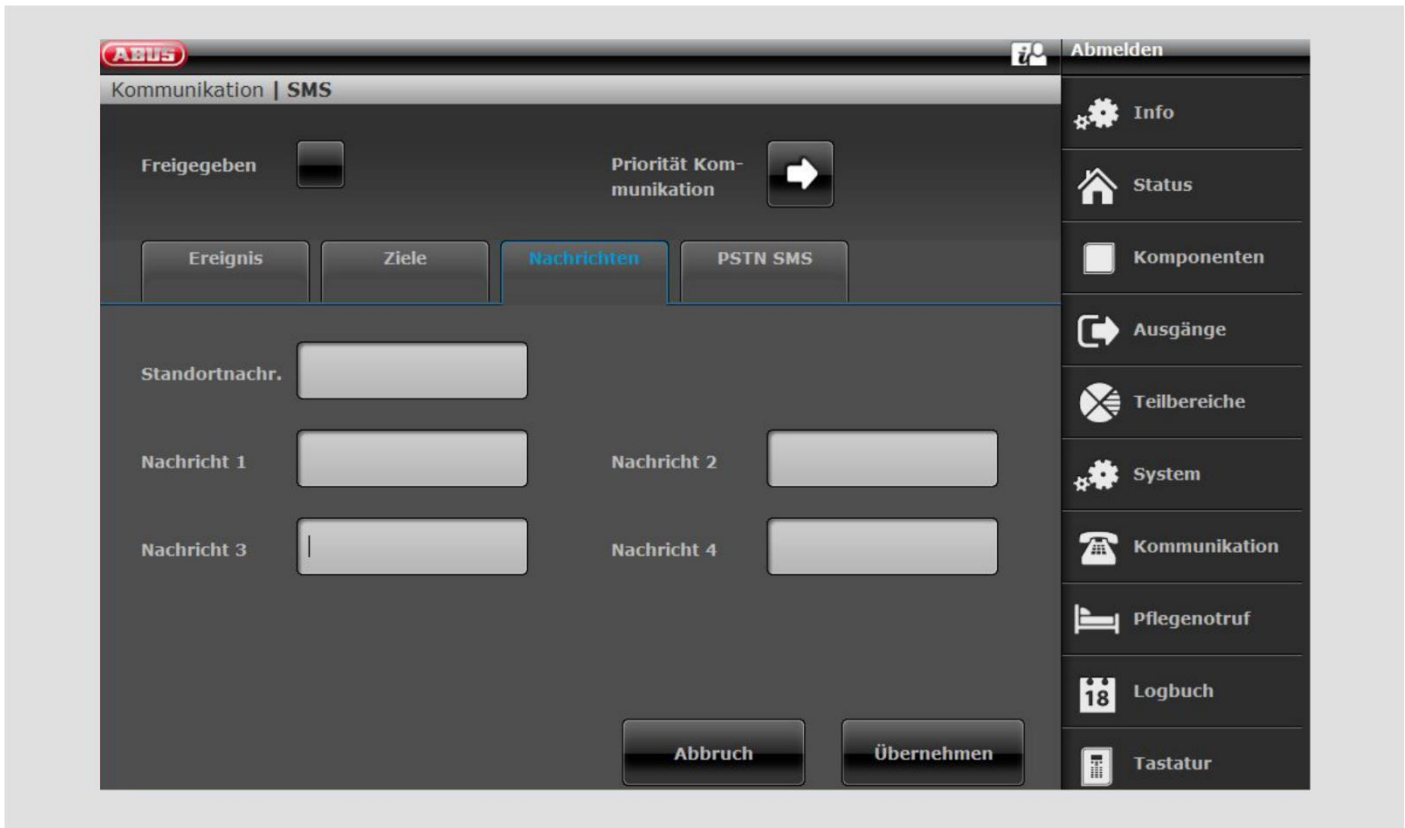 ABUS
Abmelden
Kommunikation | SMS
Freigegeben
Priorität Kom-
munikation
Ereignis Ziele Nachrichten PSTN SMS
Standortnachr.
Nachricht 1 Nachricht 2
Nachricht 3 Nachricht 4
Abbruch Übernehmen
Info
Status
Komponenten
Ausgänge
Teilbereiche
System
Kommunikation
Pflegenotruf
18 Logbuch
Tastatur